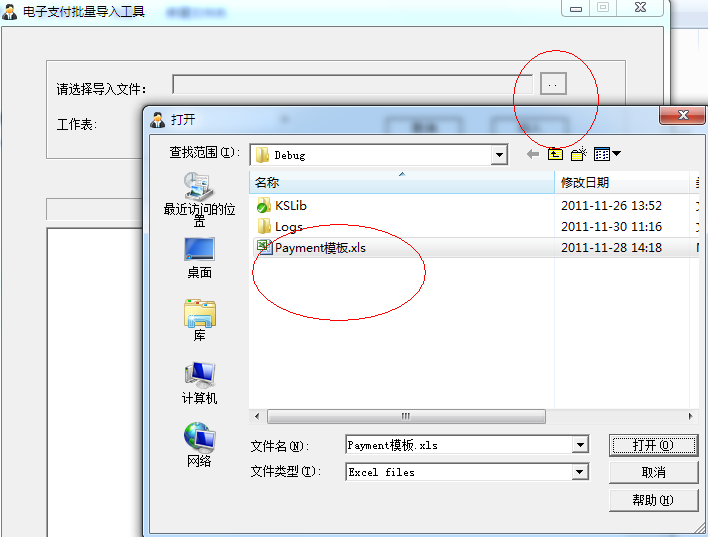 电子支付批量导入工具
请选择导入文件:
..
工作表:
打开
查找范围(I):
Debug
名称
修改日期
KSLib
2011-11-26 13:52
Logs
2011-11-30 11:16
Payment模板.xls
2011-11-28 14:18
最近访问的位置
桌面
库
计算机
网络
文件名(N):
Payment模板.xls
打开(O)
文件类型(T):
Excel files
取消
帮助(H)